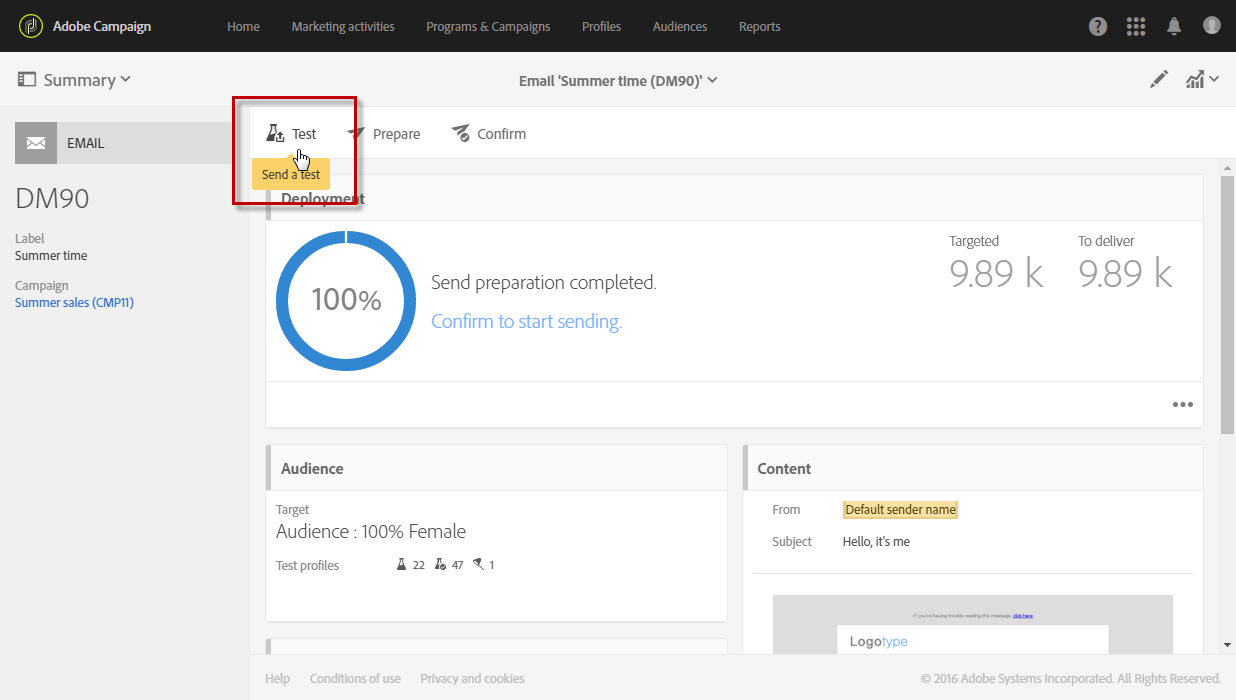 Adobe Campaign
Home Marketing activities Programs & Campaigns Profiles Audiences Reports
Summary
Email 'Summer time (DM90)'
EMAIL
DM90
Label
Summer time
Campaign
Summer sales (CMP11)
Test Prepare Confirm
Send a test
Deployment
100%
Send preparation completed.
Confirm to start sending.
Targeted To deliver
9.89 k 9.89 k
Audience
Target
Audience : 100% Female
Test profiles 22 47 1
Content
From Default sender name
Subject Hello, it's me
If you're having trouble reading this message, click here
Logotype
Help Conditions of use Privacy and cookies © 2016 Adobe Systems Incorporated. All Rights Reserved.